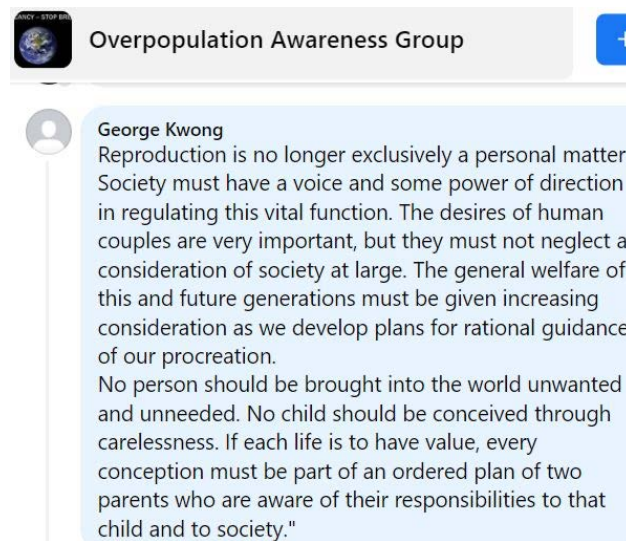 ANCY – STOP BRE
Overpopulation Awareness Group
+
George Kwong
Reproduction is no longer exclusively a personal matter
Society must have a voice and some power of direction
in regulating this vital function. The desires of human
couples are very important, but they must not neglect a
consideration of society at large. The general welfare of
this and future generations must be given increasing
consideration as we develop plans for rational guidance
of our procreation.
No person should be brought into the world unwanted
and unneeded. No child should be conceived through
carelessness. If each life is to have value, every
conception must be part of an ordered plan of two
parents who are aware of their responsibilities to that
child and to society."